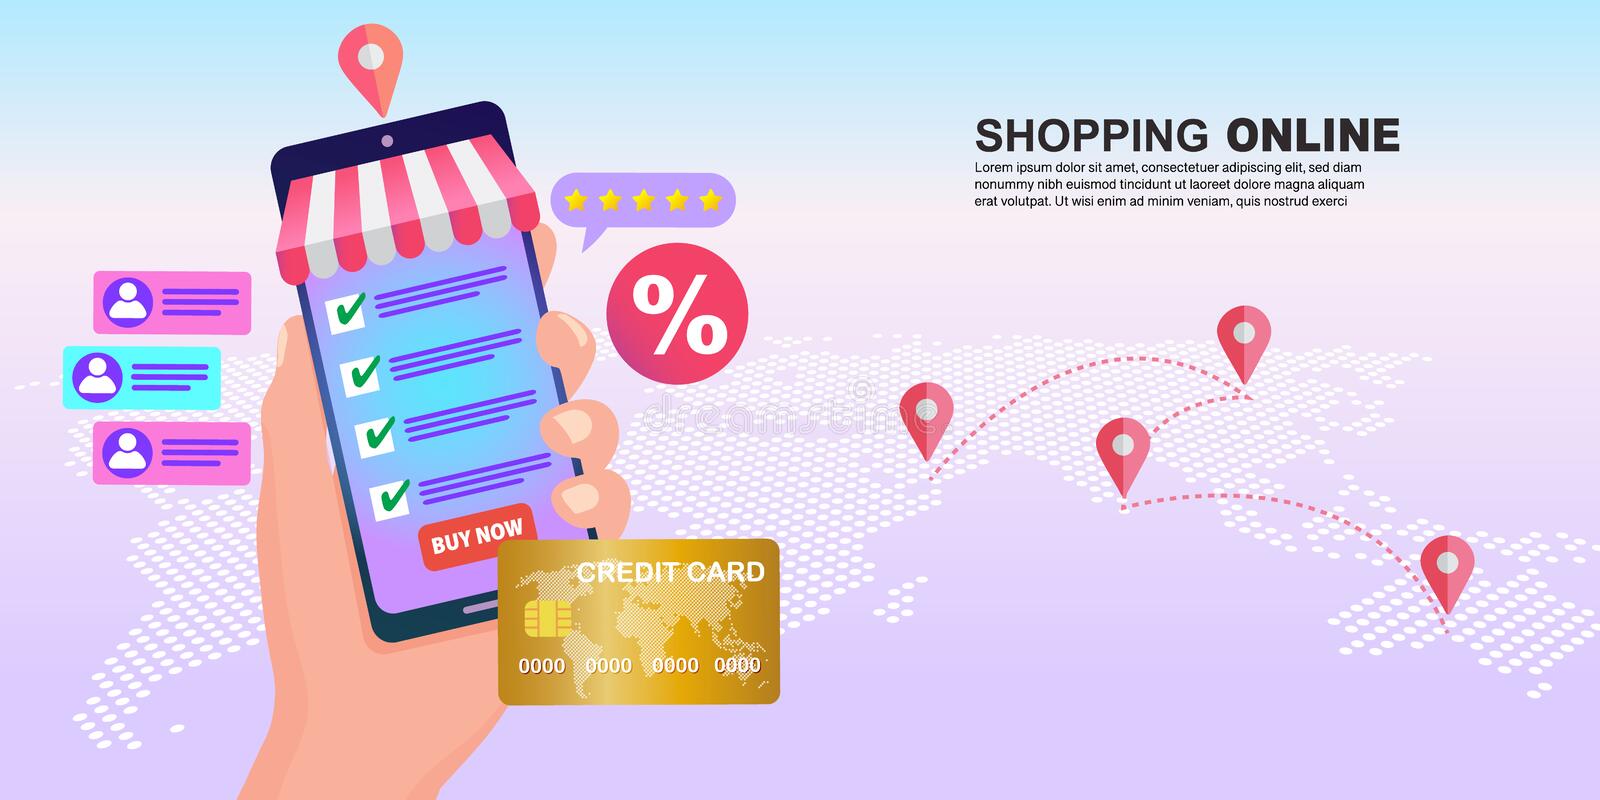 SHOPPING ONLINE
Lorem ipsum dolor sit amet, consectetuer adipiscing elit, sed diam
nonummy nibh euismod tincidunt ut laoreet dolore magna aliquam
erat volutpat. Ut wisi enim ad minim veniam, quis nostrud exerci
%
BUY NOW
CREDIT CARD
0000 0000 0000 0000
dreamstime